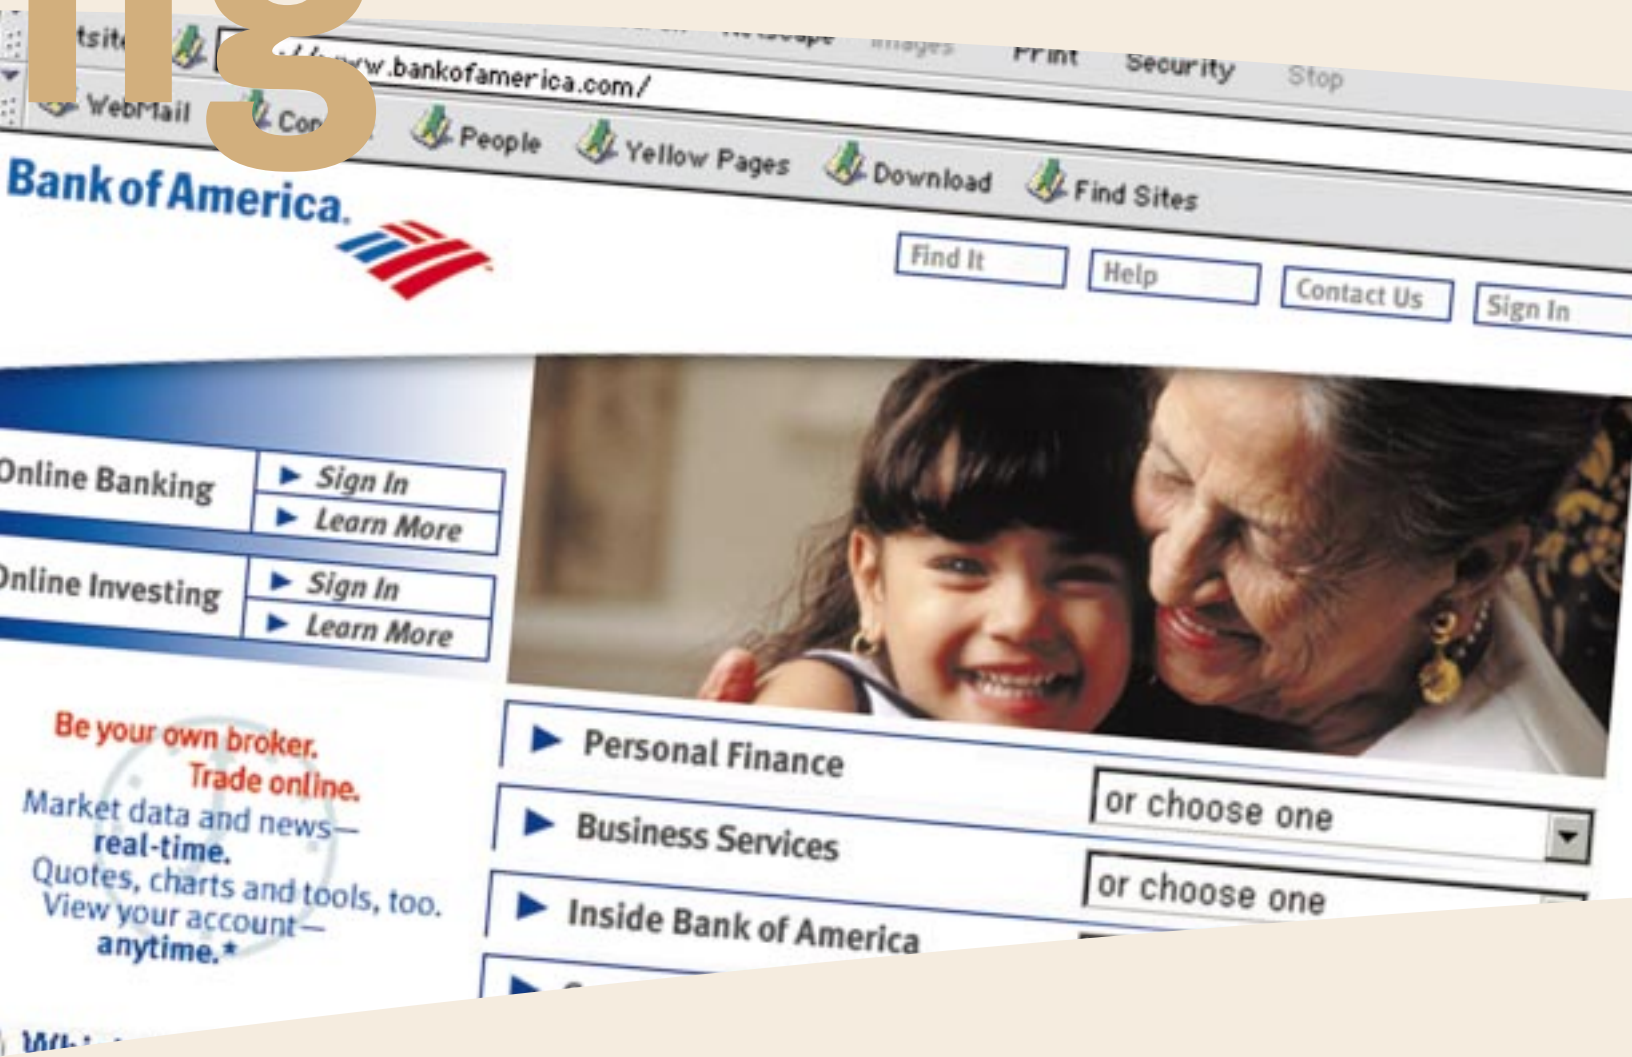 ng
Netscape Images Print Security Stop
www.bankofamerica.com/
WebMail People Yellow Pages Download Find Sites
Bank of America.
Find It Help Contact Us Sign In
Online Banking
Sign In
Learn More
Online Investing
Sign In
Learn More
Be your own broker.
Trade online.
Market data and news—
real-time.
Quotes, charts and tools, too.
View your account—
anytime.*
Personal Finance
or choose one
Business Services
or choose one
Inside Bank of America